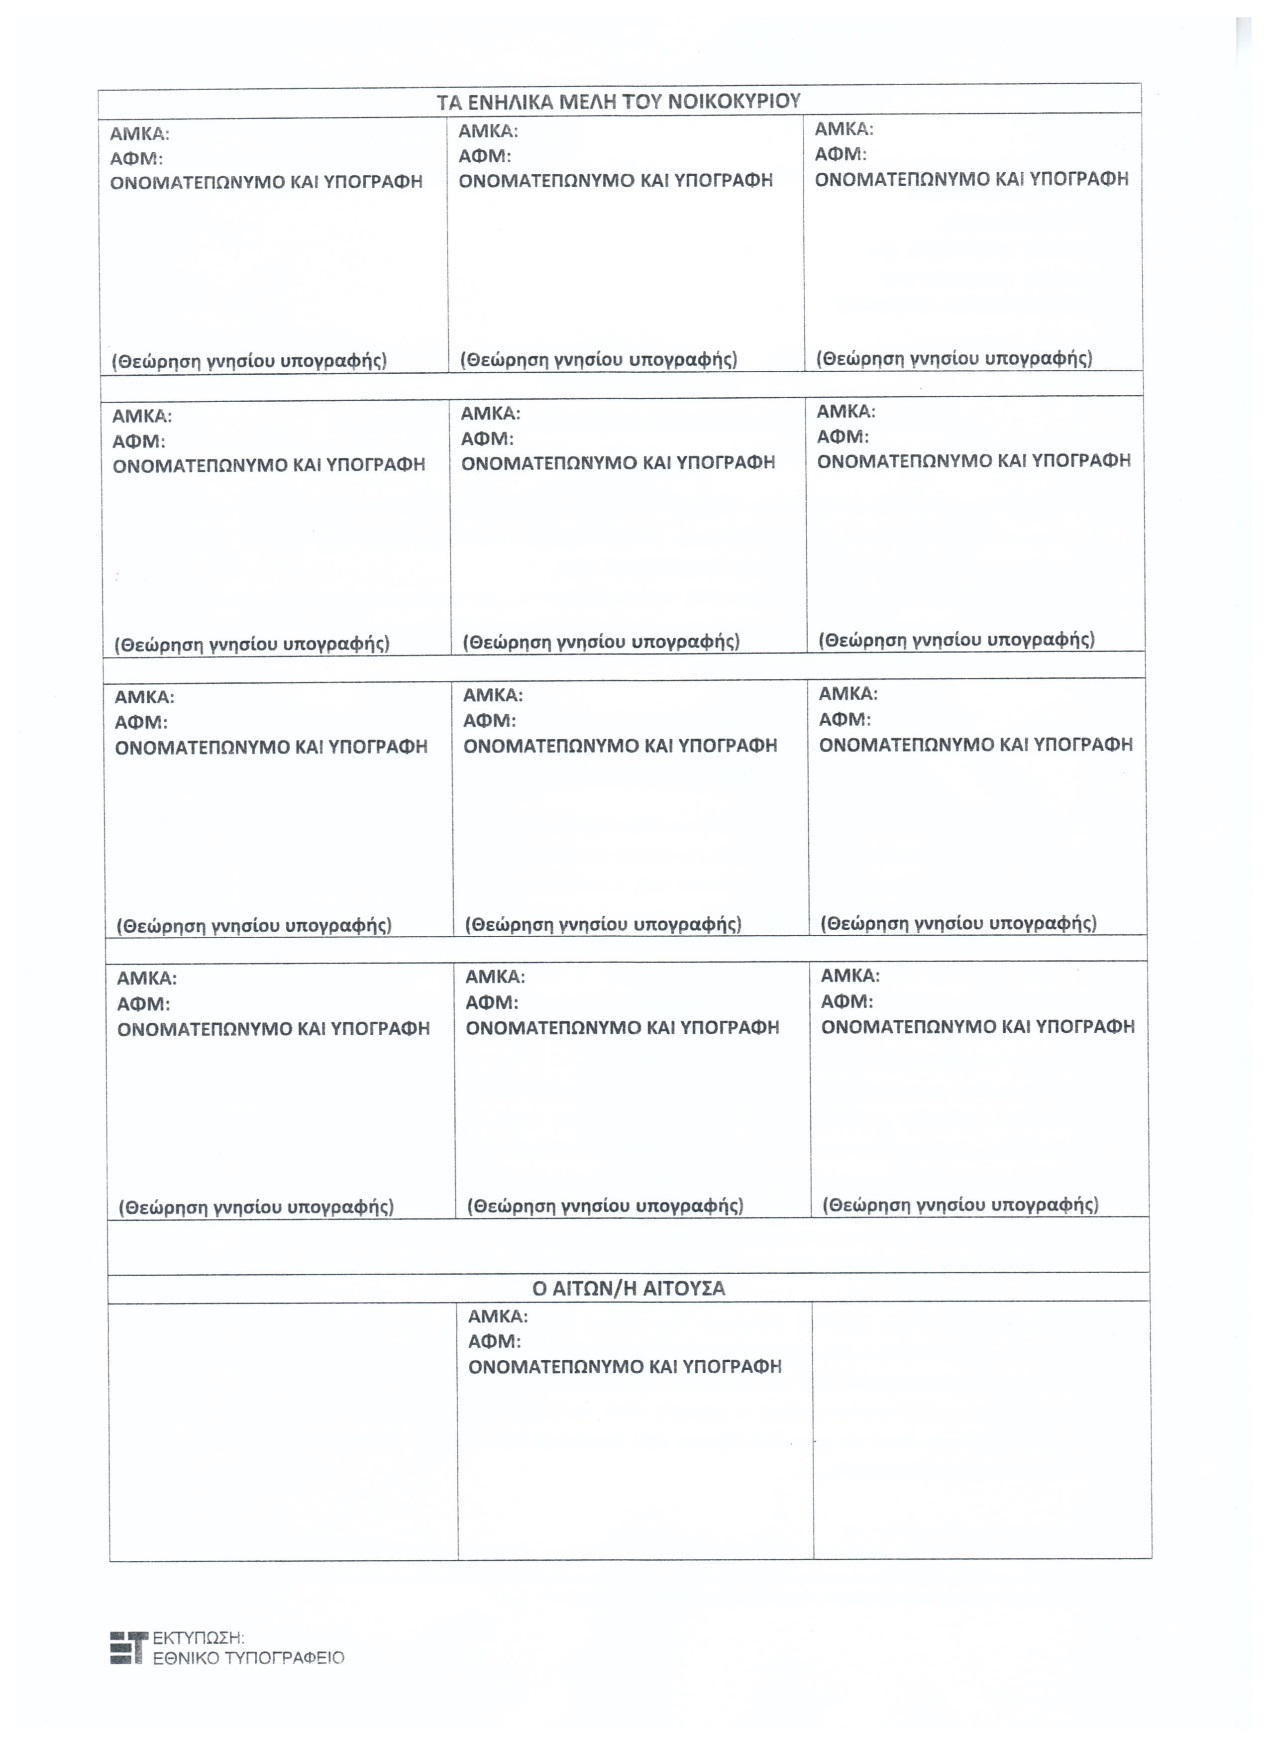 ΤΑ ΕΝΗΛΙΚΑ ΜΕΛΗ ΤΟΥ ΝΟΙΚΟΚΥΡΙΟΥ
ΑΜΚΑ:
ΑΦΜ:
ΟΝΟΜΑΤΕΠΩΝΥΜΟ ΚΑΙ ΥΠΟΓΡΑΦΗ
(Θεώρηση γνησίου υπογραφής)
ΑΜΚΑ:
ΑΦΜ:
ΟΝΟΜΑΤΕΠΩΝΥΜΟ ΚΑΙ ΥΠΟΓΡΑΦΗ
(Θεώρηση γνησίου υπογραφής)
ΑΜΚΑ:
ΑΦΜ:
ΟΝΟΜΑΤΕΠΩΝΥΜΟ ΚΑΙ ΥΠΟΓΡΑΦΗ
(Θεώρηση γνησίου υπογραφής)
ΑΜΚΑ:
ΑΦΜ:
ΟΝΟΜΑΤΕΠΩΝΥΜΟ ΚΑΙ ΥΠΟΓΡΑΦΗ
(Θεώρηση γνησίου υπογραφής)
ΑΜΚΑ:
ΑΦΜ:
ΟΝΟΜΑΤΕΠΩΝΥΜΟ ΚΑΙ ΥΠΟΓΡΑΦΗ
(Θεώρηση γνησίου υπογραφής)
ΑΜΚΑ:
ΑΦΜ:
ΟΝΟΜΑΤΕΠΩΝΥΜΟ ΚΑΙ ΥΠΟΓΡΑΦΗ
(Θεώρηση γνησίου υπογραφής)
ΑΜΚΑ:
ΑΦΜ:
ΟΝΟΜΑΤΕΠΩΝΥΜΟ ΚΑΙ ΥΠΟΓΡΑΦΗ
(Θεώρηση γνησίου υπογραφής)
ΑΜΚΑ:
ΑΦΜ:
ΟΝΟΜΑΤΕΠΩΝΥΜΟ ΚΑΙ ΥΠΟΓΡΑΦΗ
(Θεώρηση γνησίου υπογραφής)
ΑΜΚΑ:
ΑΦΜ:
ΟΝΟΜΑΤΕΠΩΝΥΜΟ ΚΑΙ ΥΠΟΓΡΑΦΗ
(Θεώρηση γνησίου υπογραφής)
ΑΜΚΑ:
ΑΦΜ:
ΟΝΟΜΑΤΕΠΩΝΥΜΟ ΚΑΙ ΥΠΟΓΡΑΦΗ
(Θεώρηση γνησίου υπογραφής)
ΑΜΚΑ:
ΑΦΜ:
ΟΝΟΜΑΤΕΠΩΝΥΜΟ ΚΑΙ ΥΠΟΓΡΑΦΗ
(Θεώρηση γνησίου υπογραφής)
ΑΜΚΑ:
ΑΦΜ:
ΟΝΟΜΑΤΕΠΩΝΥΜΟ ΚΑΙ ΥΠΟΓΡΑΦΗ
(Θεώρηση γνησίου υπογραφής)
Ο ΑΙΤΩΝ/Η ΑΙΤΟΥΣΑ
ΑΜΚΑ:
ΑΦΜ:
ΟΝΟΜΑΤΕΠΩΝΥΜΟ ΚΑΙ ΥΠΟΓΡΑΦΗ
ΕΚΤΥΠΩΣΗ:
ΕΘΝΙΚΟ ΤΥΠΟΓΡΑΦΕΙΟ